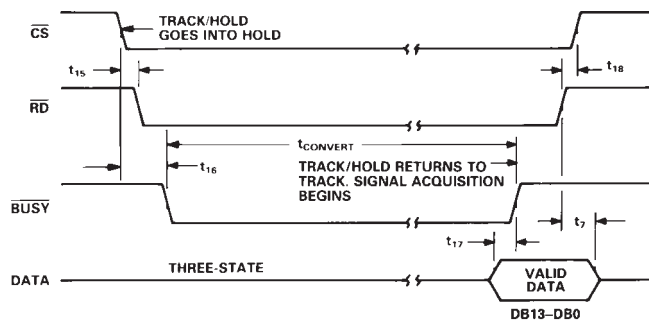 TRACK/HOLD
GOES INTO HOLD
CS
t15
t18
RD
tCONVERT
t16
TRACK/HOLD RETURNS TO
TRACK. SIGNAL ACQUISITION
BEGINS
BUSY
t7
t17
THREE-STATE
DATA
VALID
DATA
DB13–DB0